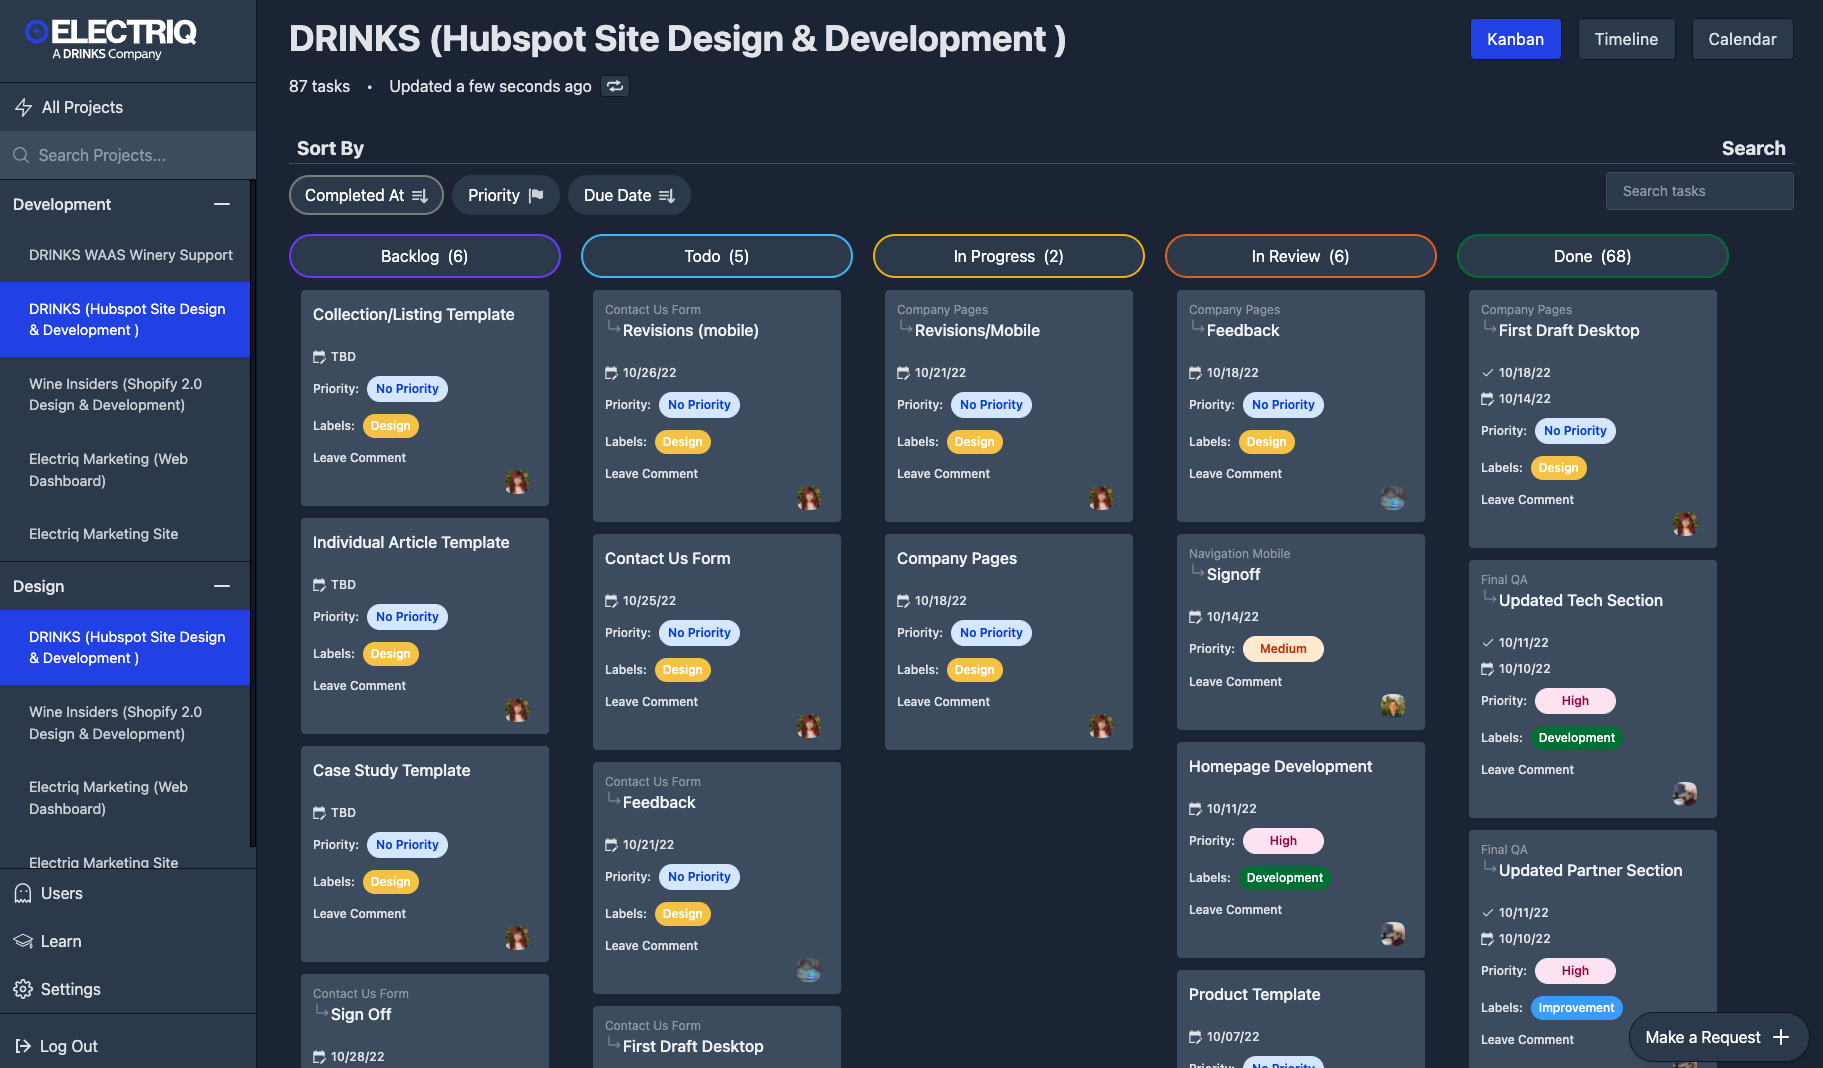 ELECTRIQ
A DRINKS Company
All Projects
Search Projects...
Development
DRINKS WAAS Winery Support
DRINKS (Hubspot Site Design
& Development )
Wine Insiders (Shopify 2.0
Design & Development)
Electriq Marketing (Web
Dashboard)
Electriq Marketing Site
Design
DRINKS (Hubspot Site Design
& Development )
Wine Insiders (Shopify 2.0
Design & Development)
Electriq Marketing (Web
Dashboard)
Electriq Marketing Site
Users
Learn
Settings
Log Out
DRINKS (Hubspot Site Design & Development )
87 tasks • Updated a few seconds ago
Kanban
Timeline
Calendar
Sort By
Search
Completed At
Priority
Due Date
Search tasks
Backlog (6)
Collection/Listing Template
TBD
Priority: No Priority
Labels: Design
Leave Comment
Individual Article Template
TBD
Priority: No Priority
Labels: Design
Leave Comment
Case Study Template
TBD
Priority: No Priority
Labels: Design
Leave Comment
Contact Us Form
Sign Off
10/28/22
Todo (5)
Contact Us Form
Revisions (mobile)
10/26/22
Priority: No Priority
Labels: Design
Leave Comment
Contact Us Form
10/25/22
Priority: No Priority
Labels: Design
Leave Comment
Contact Us Form
Feedback
10/21/22
Priority: No Priority
Labels: Design
Leave Comment
Contact Us Form
First Draft Desktop
In Progress (2)
Company Pages
Revisions/Mobile
10/21/22
Priority: No Priority
Labels: Design
Leave Comment
Company Pages
10/18/22
Priority: No Priority
Labels: Design
Leave Comment
In Review (6)
Company Pages
Feedback
10/18/22
Priority: No Priority
Labels: Design
Leave Comment
Navigation Mobile
Signoff
10/14/22
Priority: Medium
Leave Comment
Homepage Development
10/11/22
Priority: High
Labels: Development
Leave Comment
Product Template
10/07/22
Priority: No Priority
Done (68)
Company Pages
First Draft Desktop
10/18/22
10/14/22
Priority: No Priority
Labels: Design
Leave Comment
Final QA
Updated Tech Section
10/11/22
10/10/22
Priority: High
Labels: Development
Leave Comment
Final QA
Updated Partner Section
10/11/22
10/10/22
Priority: High
Labels: Improvement
Leave Comment
Make a Request